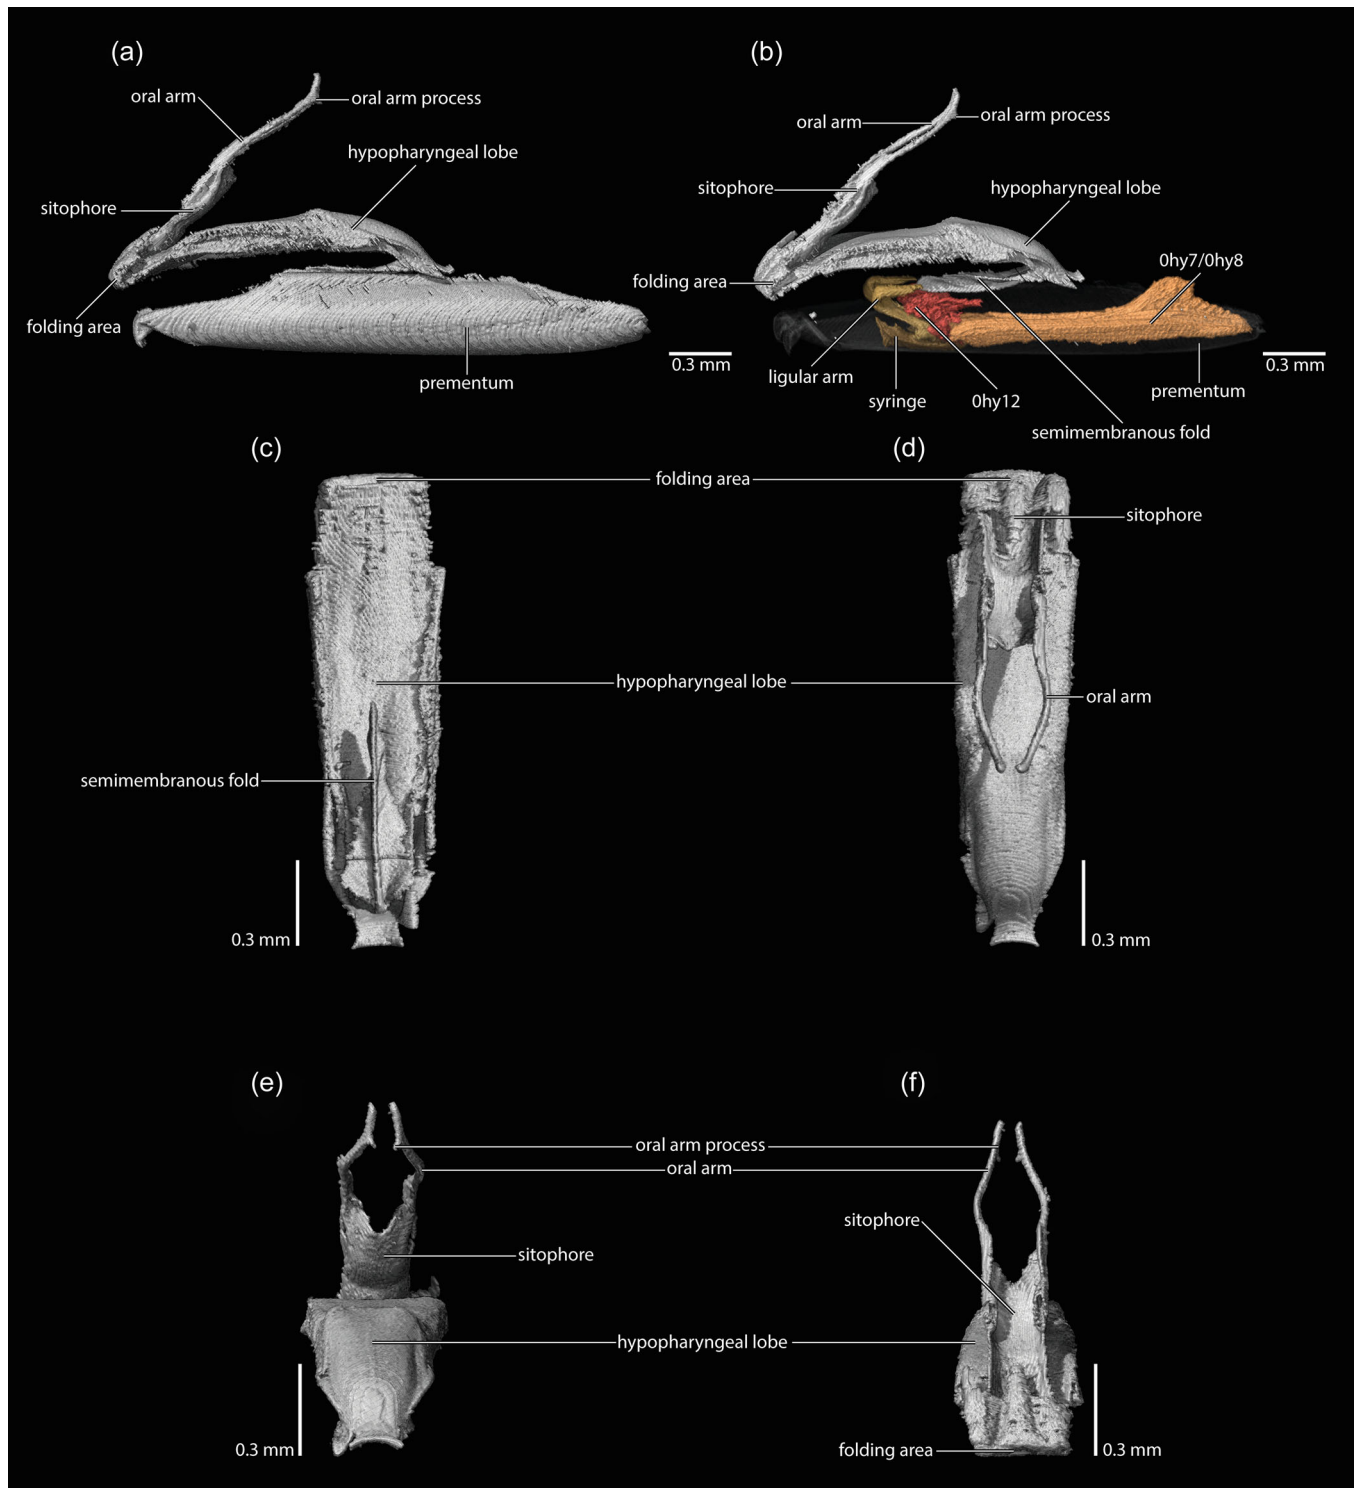 (a)
(b)
oral arm
oral arm process
oral arm
oral arm process
hypopharyngeal lobe
sitophore
hypopharyngeal lobe
sitophore
0hy7/0hy8
folding area
folding area
0.3 mm
0.3 mm
prementum
ligular arm
prementum
syringe
0hy12
semimembranous fold
(c)
(d)
folding area
sitophore
hypopharyngeal lobe
oral arm
semimembranous fold
0.3 mm
0.3 mm
(e)
(f)
oral arm process
oral arm
sitophore
sitophore
hypopharyngeal lobe
0.3 mm
folding area
0.3 mm